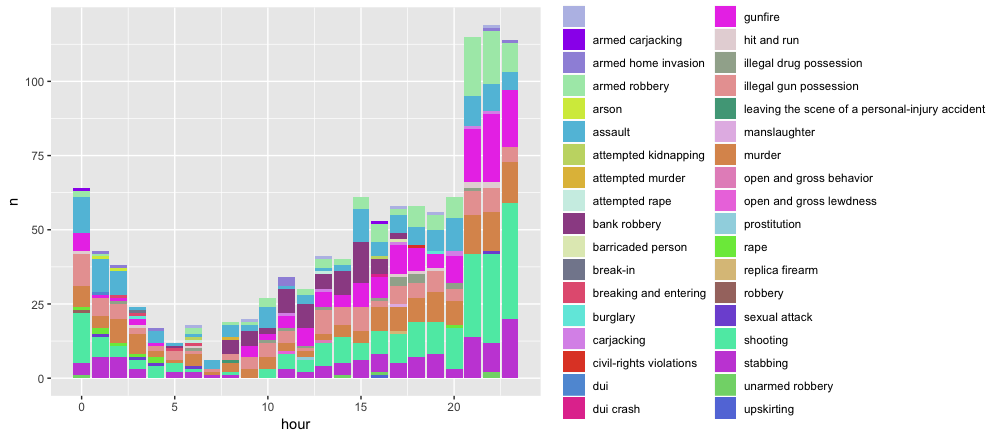 100
75
50
25
0
n
0
5
10
15
20
hour
armed carjacking
armed home invasion
armed robbery
arson
assault
attempted kidnapping
attempted murder
attempted rape
bank robbery
barricaded person
break-in
breaking and entering
burglary
carjacking
civil-rights violations
dui
dui crash
gunfire
hit and run
illegal drug possession
illegal gun possession
leaving the scene of a personal-injury accident
manslaughter
murder
open and gross behavior
open and gross lewdness
prostitution
rape
replica firearm
robbery
sexual attack
shooting
stabbing
unarmed robbery
upskirting